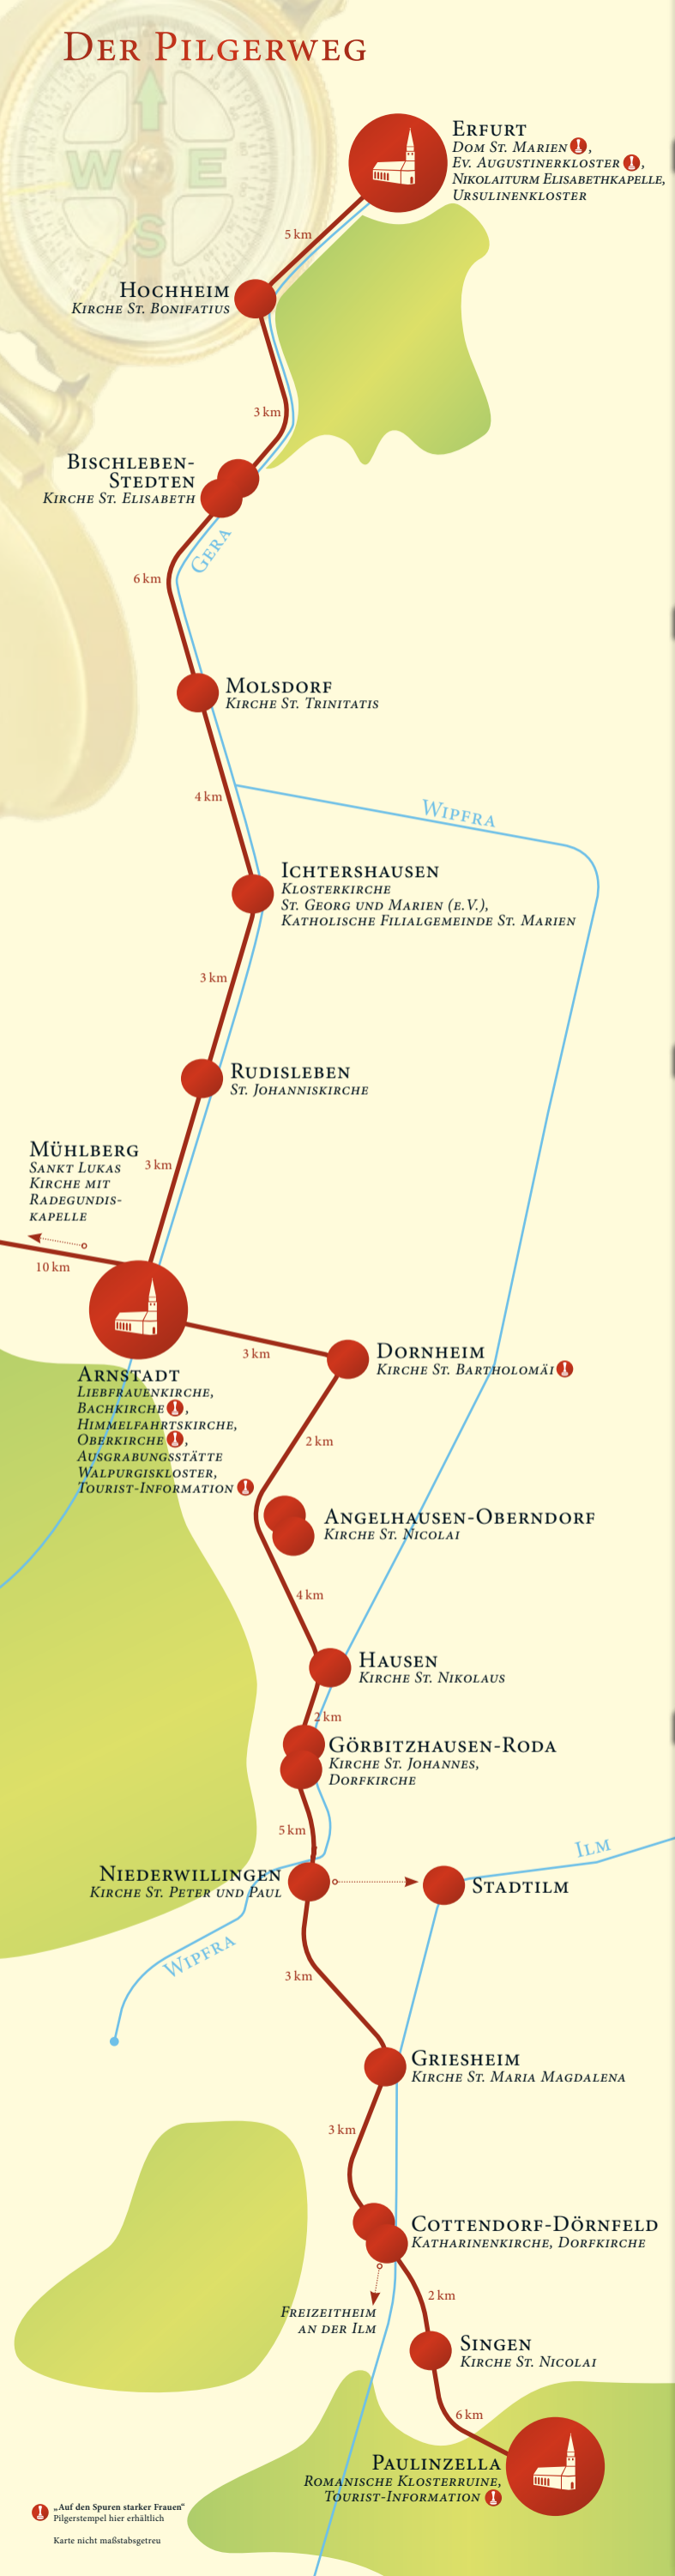 DER PILGERWEG
W
E
S
ERFURT
DOM ST. MARIEN,
EV. AUGUSTINERKLOSTER,
NIKOLAITURM ELISABETHKAPELLE,
URSULINENKLOSTER
5 km
HOCHHEIM
KIRCHE ST. BONIFATIUS
3 km
BISCHLEBEN-
STEDTEN
KIRCHE ST. ELISABETH
GERA
6 km
MOLSDORF
KIRCHE ST. TRINITATIS
4 km
WIPFRA
ICHTERSHAUSEN
KLOSTERKIRCHE
ST. GEORG UND MARIEN (E.V.),
KATHOLISCHE FILIALGEMEINDE ST. MARIEN
3 km
RUDISLEBEN
ST. JOHANNISKIRCHE
3 km
MÜHLBERG
SANKT LUKAS
KIRCHE MIT
RADEGUNDIS-
KAPELLE
10 km
3 km
DORNHEIM
KIRCHE ST. BARTHOLOMÄI
ARNSTADT
LIEBFRAUENKIRCHE,
BACHKIRCHE,
HIMMELFAHRTSKIRCHE,
OBERKIRCHE,
AUSGRABUNGSSTÄTTE
WALPURGISKLOSTER,
TOURIST-INFORMATION
2 km
ANGELHAUSEN-OBERNDORF
KIRCHE ST. NICOLAI
4 km
HAUSEN
KIRCHE ST. NIKOLAUS
2 km
GÖRBITZHAUSEN-RODA
KIRCHE ST. JOHANNES,
DORFKIRCHE
5 km
ILM
NIEDERWILLINGEN
KIRCHE ST. PETER UND PAUL
STADTILM
WIPFRA
3 km
GRIESHEIM
KIRCHE ST. MARIA MAGDALENA
3 km
COTTENDORF-DÖRNFELD
KATHARINENKIRCHE, DORFKIRCHE
2 km
FREIZEITHEIM
AN DER ILM
SINGEN
KIRCHE ST. NICOLAI
6 km
PAULINZELLA
ROMANISCHE KLOSTERRUINE,
TOURIST-INFORMATION
„Auf den Spuren starker Frauen“
Pilgerstempel hier erhältlich
Karte nicht maßstabsgetreu